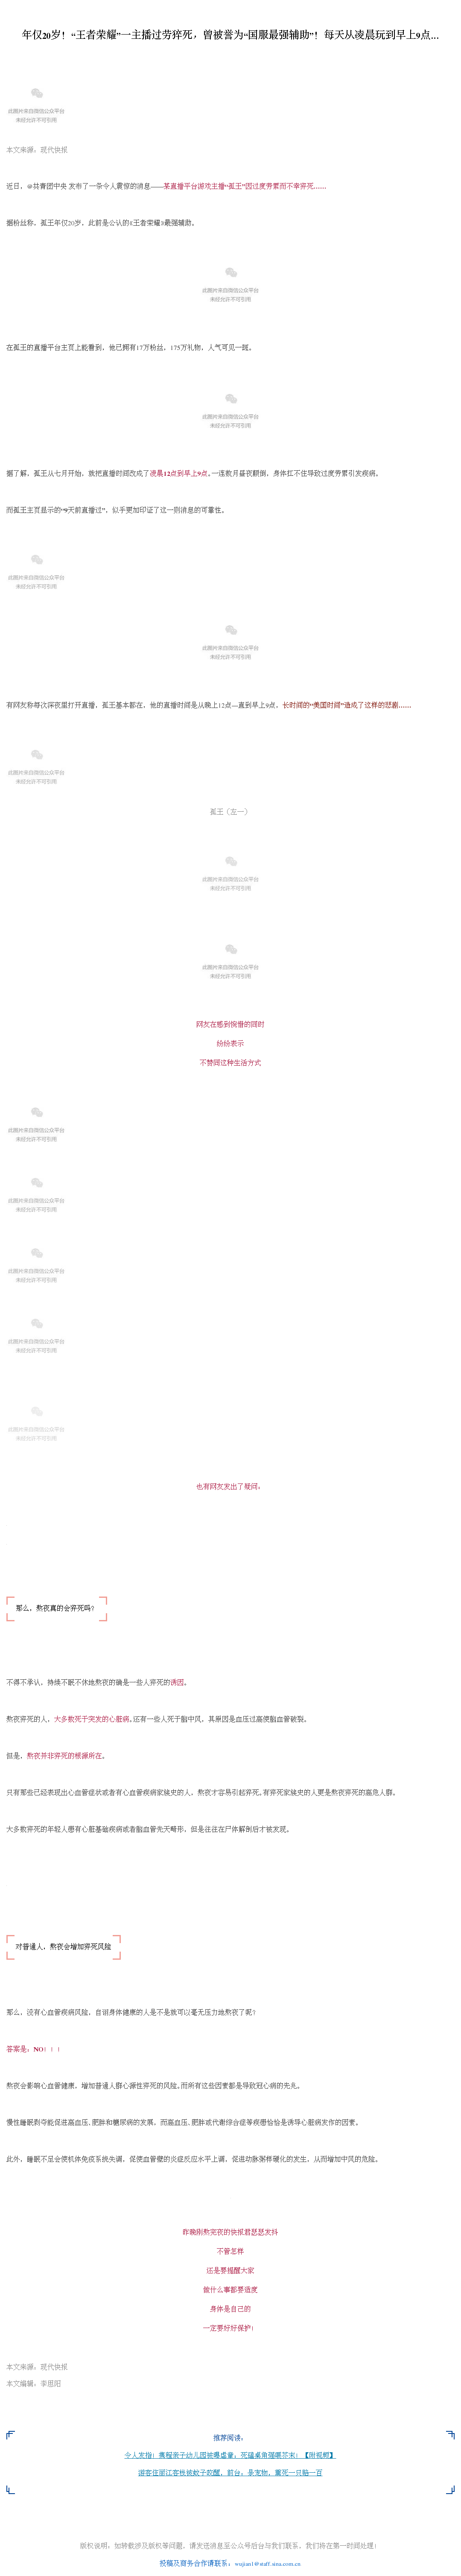 年仅20岁！“王者荣耀”一主播过劳猝死，曾被誉为“国服最强辅助”！每天从凌晨玩到早上9点...
此图片来自微信公众平台
未经允许不可引用
本文来源：现代快报
近日，@共青团中央 发布了一条令人震惊的消息——某直播平台游戏主播“孤王”因过度劳累而不幸猝死……
据粉丝称，孤王年仅20岁，此前是公认的#王者荣耀#最强辅助。
此图片来自微信公众平台
未经允许不可引用
在孤王的直播平台主页上能看到，他已拥有17万粉丝，175万礼物，人气可见一斑。
此图片来自微信公众平台
未经允许不可引用
据了解，孤王从七月开始，就把直播时间改成了凌晨12点到早上9点。一连数月昼夜颠倒，身体扛不住导致过度劳累引发疾病。
而孤王主页显示的“9天前直播过”，似乎更加印证了这一则消息的可靠性。
此图片来自微信公众平台
未经允许不可引用
此图片来自微信公众平台
未经允许不可引用
有网友称每次深夜里打开直播，孤王基本都在，他的直播时间是从晚上12点一直到早上9点，长时间的“美国时间”造成了这样的悲剧……
此图片来自微信公众平台
未经允许不可引用
孤王（左一）
此图片来自微信公众平台
未经允许不可引用
此图片来自微信公众平台
未经允许不可引用
网友在感到惋惜的同时
纷纷表示
不赞同这种生活方式
此图片来自微信公众平台
未经允许不可引用
此图片来自微信公众平台
未经允许不可引用
此图片来自微信公众平台
未经允许不可引用
此图片来自微信公众平台
未经允许不可引用
此图片来自微信公众平台
未经允许不可引用
也有网友发出了疑问：
那么，熬夜真的会猝死吗？
不得不承认，持续不眠不休地熬夜的确是一些人猝死的诱因。
熬夜猝死的人，大多数死于突发的心脏病，还有一些人死于脑中风，其原因是血压过高使脑血管破裂。
但是，熬夜并非猝死的根源所在。
只有那些已经表现出心血管症状或者有心血管疾病家族史的人，熬夜才容易引起猝死。有猝死家族史的人更是熬夜猝死的高危人群。
大多数猝死的年轻人患有心脏基础疾病或者脑血管先天畸形，但是往往在尸体解剖后才被发现。
对普通人，熬夜会增加猝死风险
那么，没有心血管疾病风险，自诩身体健康的人是不是就可以毫无压力地熬夜了呢？
答案是：NO！！！
熬夜会影响心血管健康，增加普通人群心源性猝死的风险。而所有这些因素都是导致冠心病的先兆。
慢性睡眠剥夺能促进高血压、肥胖和糖尿病的发展，而高血压、肥胖或代谢综合症等疾患恰恰是诱导心脏病发作的因素。
此外，睡眠不足会使机体免疫系统失调，促使血管壁的炎症反应水平上调，促进动脉粥样硬化的发生，从而增加中风的危险。
昨晚刚熬完夜的快报君瑟瑟发抖
不管怎样
还是要提醒大家
做什么事都要适度
身体是自己的
一定要好好保护！
本文来源：现代快报
本文编辑：李思阳
推荐阅读：
令人发指！携程亲子幼儿园被曝虐童：死磕桌角强喂芥末！【附视频】
游客住丽江客栈被蚊子咬醒，前台：是宠物，熏死一只赔一百
版权说明：如转载涉及版权等问题，请发送消息至公众号后台与我们联系，我们将在第一时间处理！
投稿及商务合作请联系：wujian1@staff.sina.com.cn